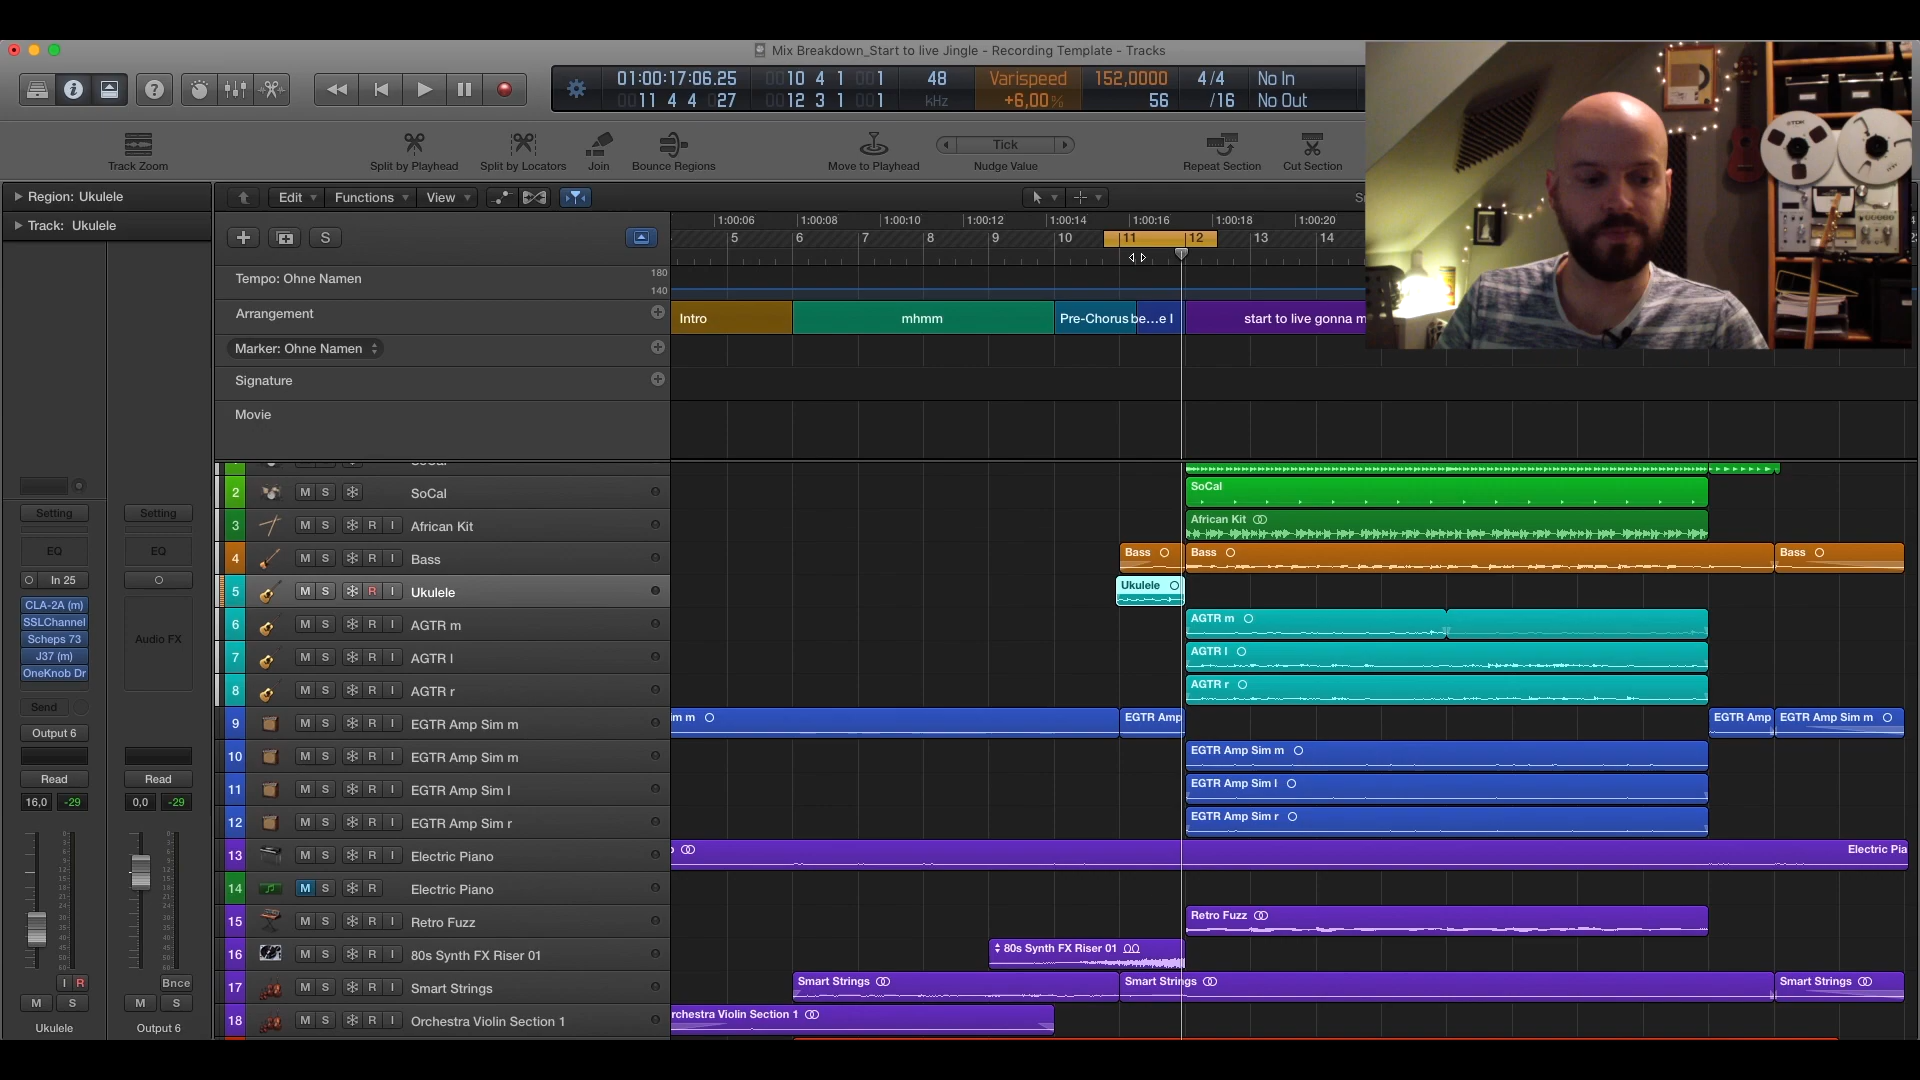 Mix Breakdown_Start to live Jingle - Recording Template - Tracks
01:00:17:06.25 0010 4 1 001 48 Varispeed 152,0000 4/4 No In
0011 4 4 027 0012 3 1 001 kHz +6,00% 56 /16 No Out
Track Zoom Split by Playhead Split by Locators Join Bounce Regions Move to Playhead Tick Nudge Value Repeat Section Cut Section
Region: Ukulele
Track: Ukulele
Edit Functions View
1:00:06 1:00:08 1:00:10 1:00:12 1:00:14 1:00:16 1:00:18 1:00:20
5 6 7 8 9 10 11 12 13 14
S
Tempo: Ohne Namen 180
140
Arrangement Intro mhmm Pre-Chorus be...e I start to live gonna m
Marker: Ohne Namen
Signature
Movie
2 M S SoCal SoCal
3 M S R I African Kit African Kit
4 M S R I Bass Bass Bass Bass
5 M S R I Ukulele Ukulele
6 M S R I AGTR m AGTR m
7 M S R I AGTR l AGTR l
8 M S R I AGTR r AGTR r
9 M S R I EGTR Amp Sim m im m EGTR Amp EGTR Amp EGTR Amp Sim m
10 M S R I EGTR Amp Sim m EGTR Amp Sim m
11 M S R I EGTR Amp Sim l EGTR Amp Sim l
12 M S R I EGTR Amp Sim r EGTR Amp Sim r
13 M S R I Electric Piano Electric Pia
14 M S R Electric Piano
15 M S R I Retro Fuzz Retro Fuzz
16 M S R I 80s Synth FX Riser 01 80s Synth FX Riser 01
17 M S R I Smart Strings Smart Strings Smart Strings Smart Strings
18 M S R I Orchestra Violin Section 1 rchestra Violin Section 1
Setting Setting
EQ EQ
In 25
CLA-2A (m)
SSLChannel
Scheps 73 Audio FX
J37 (m)
OneKnob Dr
Send
Output 6
Read Read
16,0 -29 0,0 -29
I R Bnce
M S M S
Ukulele Output 6
TDK